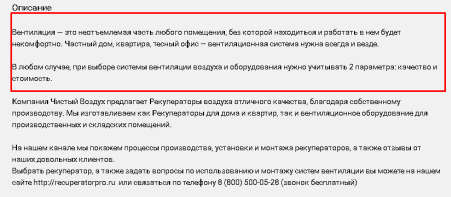 Описание
Вентиляция — это неотъемлемая часть любого помещения, без которой находиться и работать в нем будет
некомфортно. Частный дом, квартира, тесный офис — вентиляционная система нужна всегда и везде.
В любом случае, при выборе системы вентиляции воздуха и оборудования нужно учитывать 2 параметра: качество и
стоимость.
Компания Чистый Воздух предлагает Рекуператоры воздуха отличного качества, благодаря собственному
производству. Мы изготавливаем как Рекуператоры для дома и квартир, так и вентиляционное оборудование для
производственных и складских помещений.
На нашем канале мы покажем процессы производства, установки и монтажа рекуператоров, а также отзывы от
наших довольных клиентов.
Выбрать рекуператор, а также задать вопросы по использованию и монтажу систем вентиляции вы можете на нашем
сайте http://recuperatorpro.ru или связаться по телефону 8 (800) 500-05-28 (звонок бесплатный)